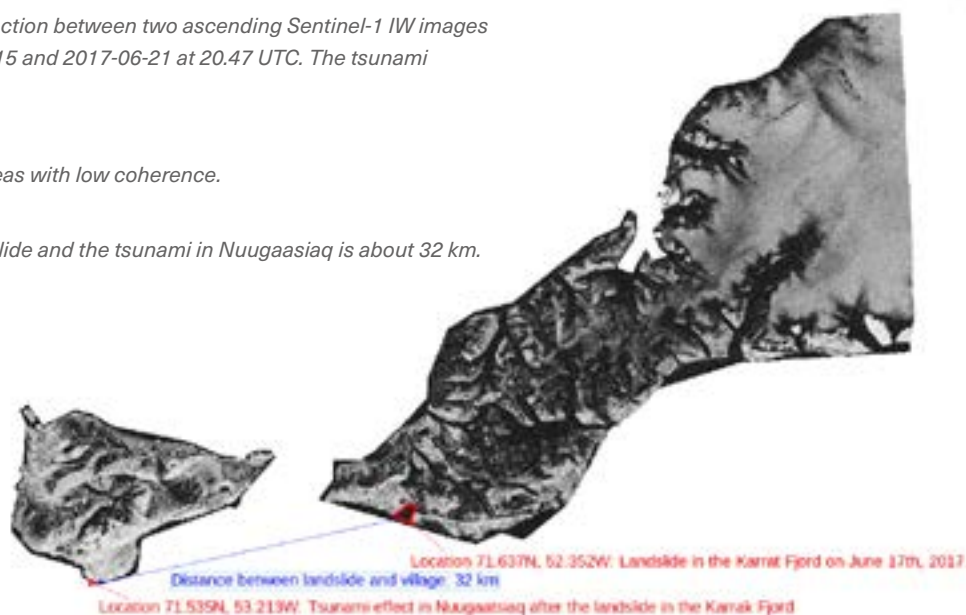 ction between two ascending Sentinel-1 IW images
15 and 2017-06-21 at 20.47 UTC. The tsunami
eas with low coherence.
lide and the tsunami in Nuugaasiaq is about 32 km.
Location 71.637N, 52.352W: Landslide in the Karrat Fjord on June 17th, 2017
Distance between landslide and village: 32 km
Location 71.535N, 53.213W: Tsunami effect in Nuugaatsiaq after the landslide in the Karrak Fjord